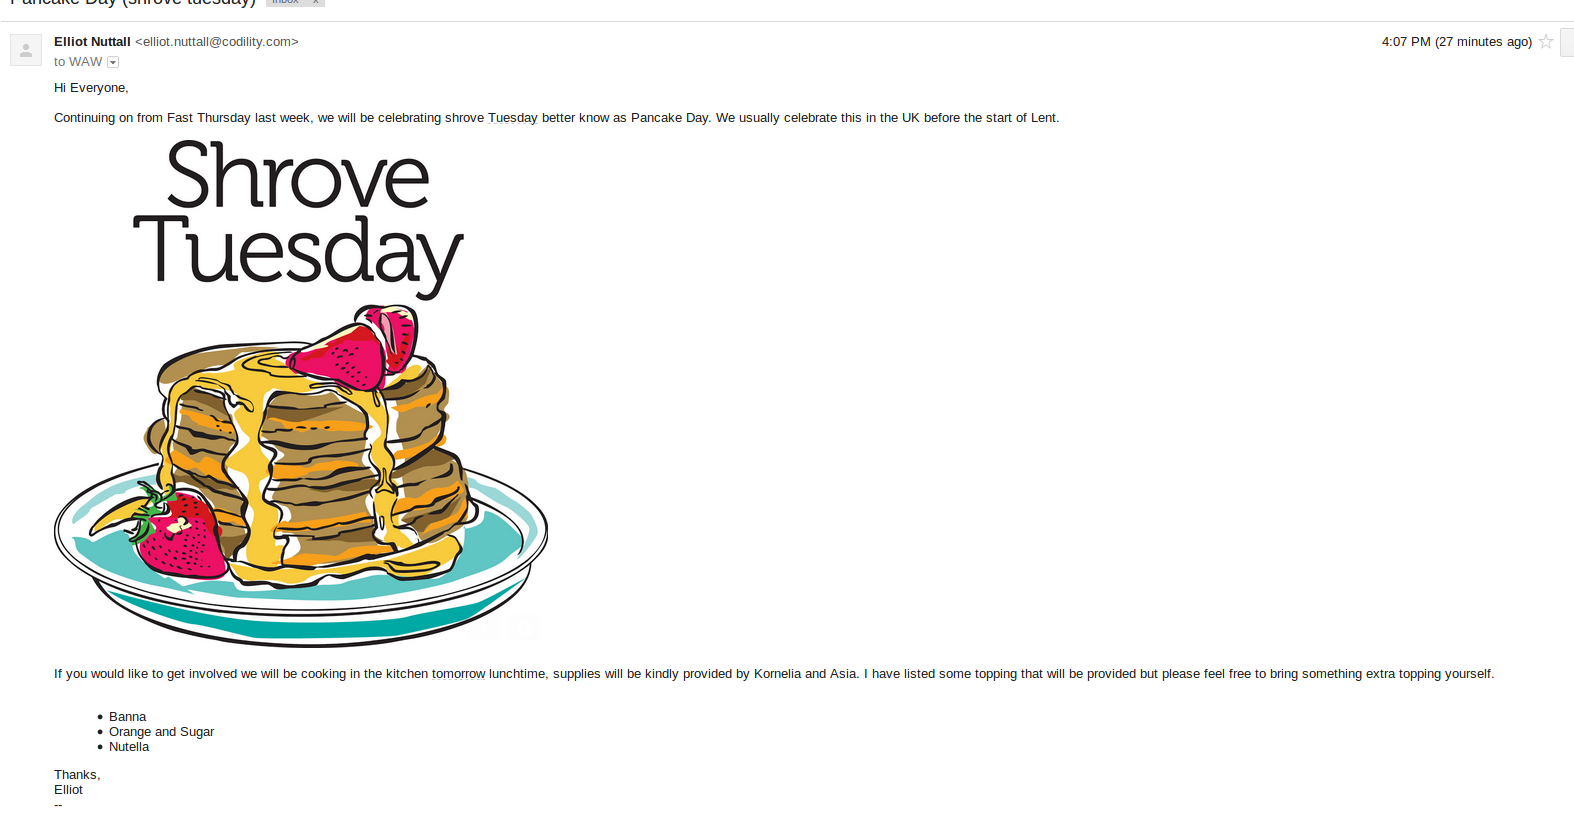 Pancake Day (shrove tuesday) Inbox x
Elliot Nuttall <elliot.nuttall@codility.com>
4:07 PM (27 minutes ago)
to WAW
Hi Everyone,
Continuing on from Fast Thursday last week, we will be celebrating shrove Tuesday better know as Pancake Day. We usually celebrate this in the UK before the start of Lent.
Shrove
Tuesday
If you would like to get involved we will be cooking in the kitchen tomorrow lunchtime, supplies will be kindly provided by Kornelia and Asia. I have listed some topping that will be provided but please feel free to bring something extra topping yourself.
• Banna
• Orange and Sugar
• Nutella
Thanks,
Elliot
--